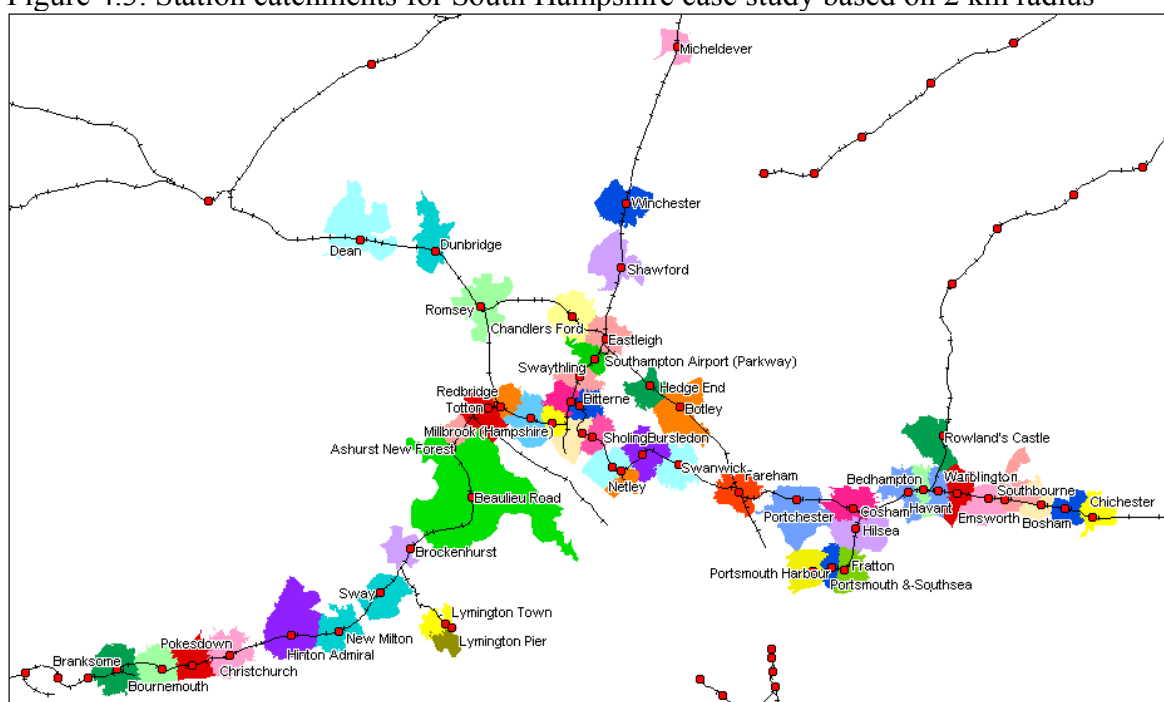 Figure 4.3: Station catchments for South Hampshire case study based on 2 km radius
Micheldever
Winchester
Dean
Dunbridge
Shawford
Romsey
Chandlers Ford
Eastleigh
Southampton Airport (Parkway)
Swaythling
Redbridge
Hedge End
Totton
Bitterne
Botley
Millbrook (Hampshire)
Sholing
Bursledon
Ashurst New Forest
Rowland's Castle
Swanwick
Netley
Fareham
Bedhampton
Warblington
Beaulieu Road
Southbourne
Chichester
Portchester
Cosham
Havant
Emsworth
Bosham
Hilsea
Brockenhurst
Fratton
Portsmouth Harbour
Portsmouth &-Southsea
Sway
Lymington Town
New Milton
Lymington Pier
Pokesdown
Hinton Admiral
Branksome
Christchurch
Bournemouth